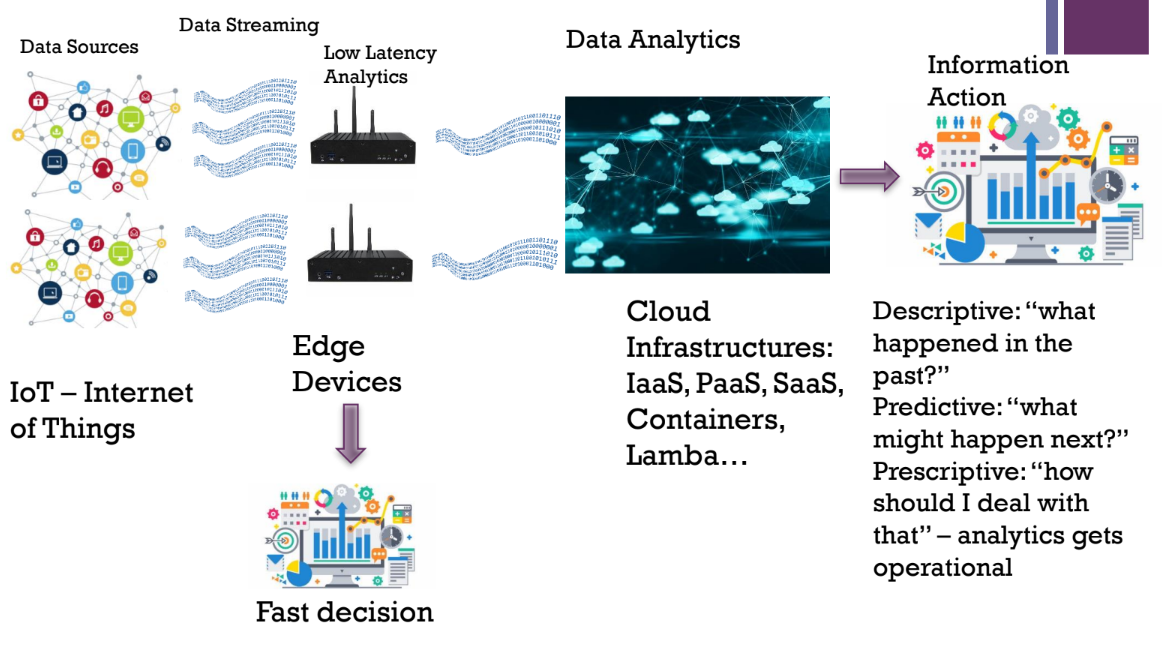 Data Sources
Data Streaming
Low Latency
Analytics
Data Analytics
Information
Action
IoT – Internet
of Things
Edge
Devices
Fast decision
Cloud
Infrastructures:
IaaS, PaaS, SaaS,
Containers,
Lamba…
Descriptive: “what
happened in the
past?”
Predictive: “what
might happen next?”
Prescriptive: “how
should I deal with
that” – analytics gets
operational